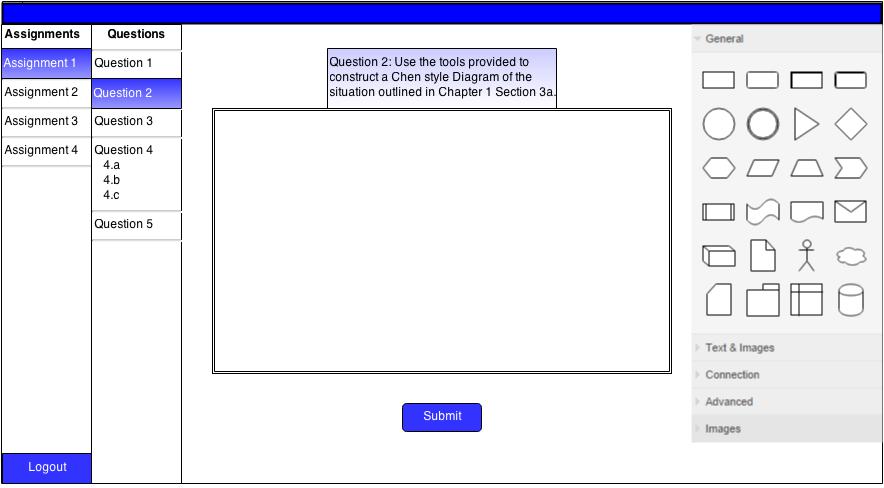 Assignments
Assignment 1
Assignment 2
Assignment 3
Assignment 4
Logout
Questions
Question 1
Question 2
Question 3
Question 4
4.a
4.b
4.c
Question 5
Question 2: Use the tools provided to
construct a Chen style Diagram of the
situation outlined in Chapter 1 Section 3a.
Submit
General
Text & Images
Connection
Advanced
Images